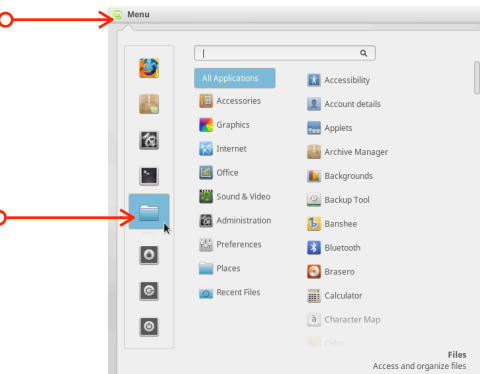 Menu
All Applications
Accessories
Graphics
Internet
Office
Sound & Video
Administration
Preferences
Places
Recent Files
Accessibility
Account details
Applets
Archive Manager
Backgrounds
Backup Tool
Banshee
Bluetooth
Brasero
Calculator
Character Map
Files
Access and organize files